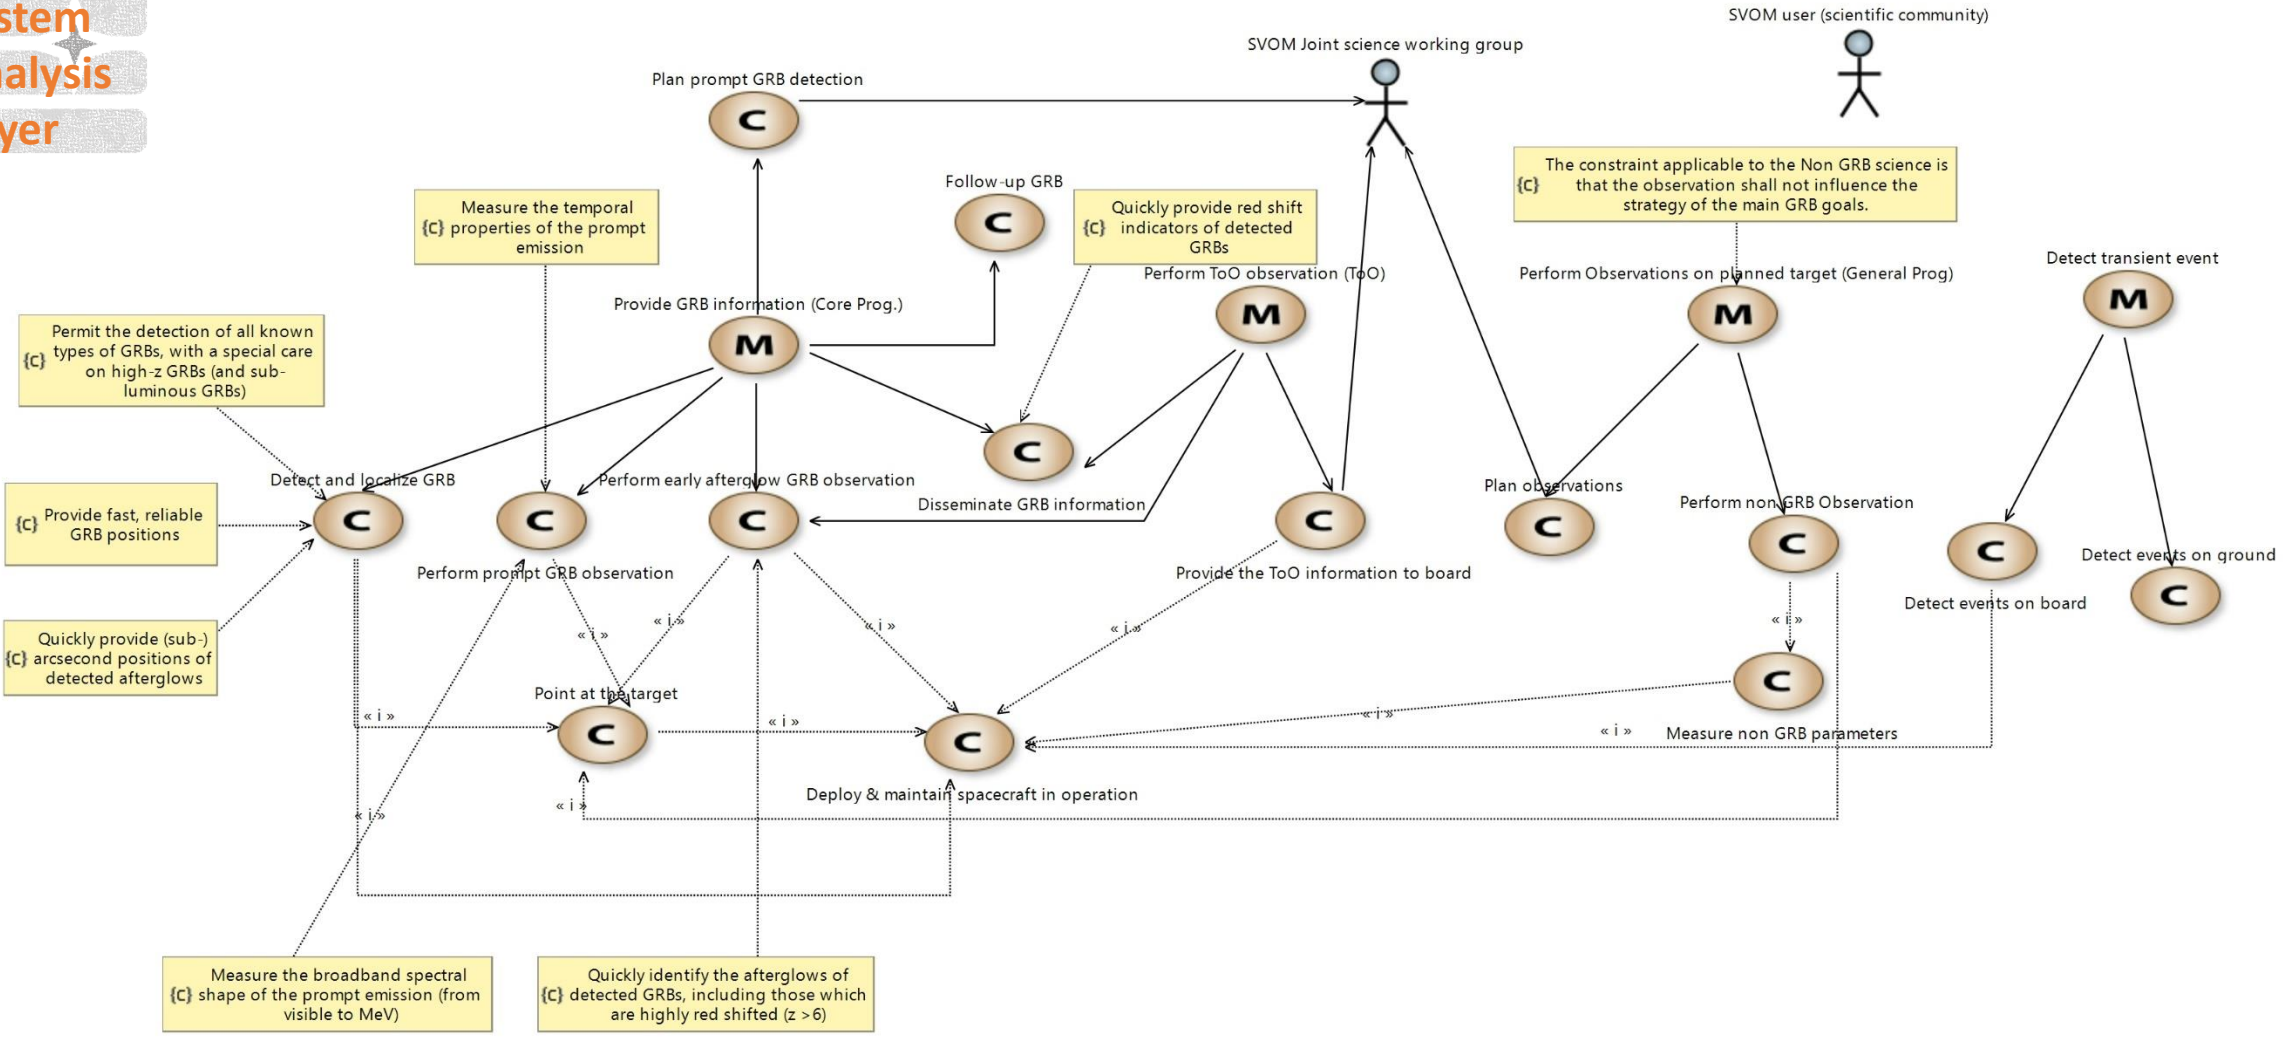 stem
nalysis
yer
SVOM user (scientific community)
SVOM Joint science working group
Plan prompt GRB detection
C
The constraint applicable to the Non GRB science is
{c} that the observation shall not influence the
strategy of the main GRB goals.
Follow-up GRB
C
Measure the temporal
{c} properties of the prompt
emission
Quickly provide red shift
{c} indicators of detected
GRBs
Detect transient event
M
Perform ToO observation (ToO)
M
Perform Observations on planned target (General Prog)
M
Provide GRB information (Core Prog.)
M
Permit the detection of all known
{c} types of GRBs, with a special care
on high-z GRBs (and sub-
luminous GRBs)
C
Detect and localize GRB
C
C
Perform early afterglow GRB observation
C
Disseminate GRB information
C
Plan observations
C
Perform non GRB Observation
C
C
Detect events on ground
C
{c} Provide fast, reliable
GRB positions
Perform prompt GRB observation
Provide the ToO information to board
Detect events on board
Quickly provide (sub-)
{c} arcsecond positions of
detected afterglows
« i »
« i »
« i »
« i »
« i »
C
Point at the target
C
« i »
« i »
C
« i »
« i »
Measure non GRB parameters
Deploy & maintain spacecraft in operation
« i »
« i »
Measure the broadband spectral
{c} shape of the prompt emission (from
visible to MeV)
Quickly identify the afterglows of
{c} detected GRBs, including those which
are highly red shifted (z >6)